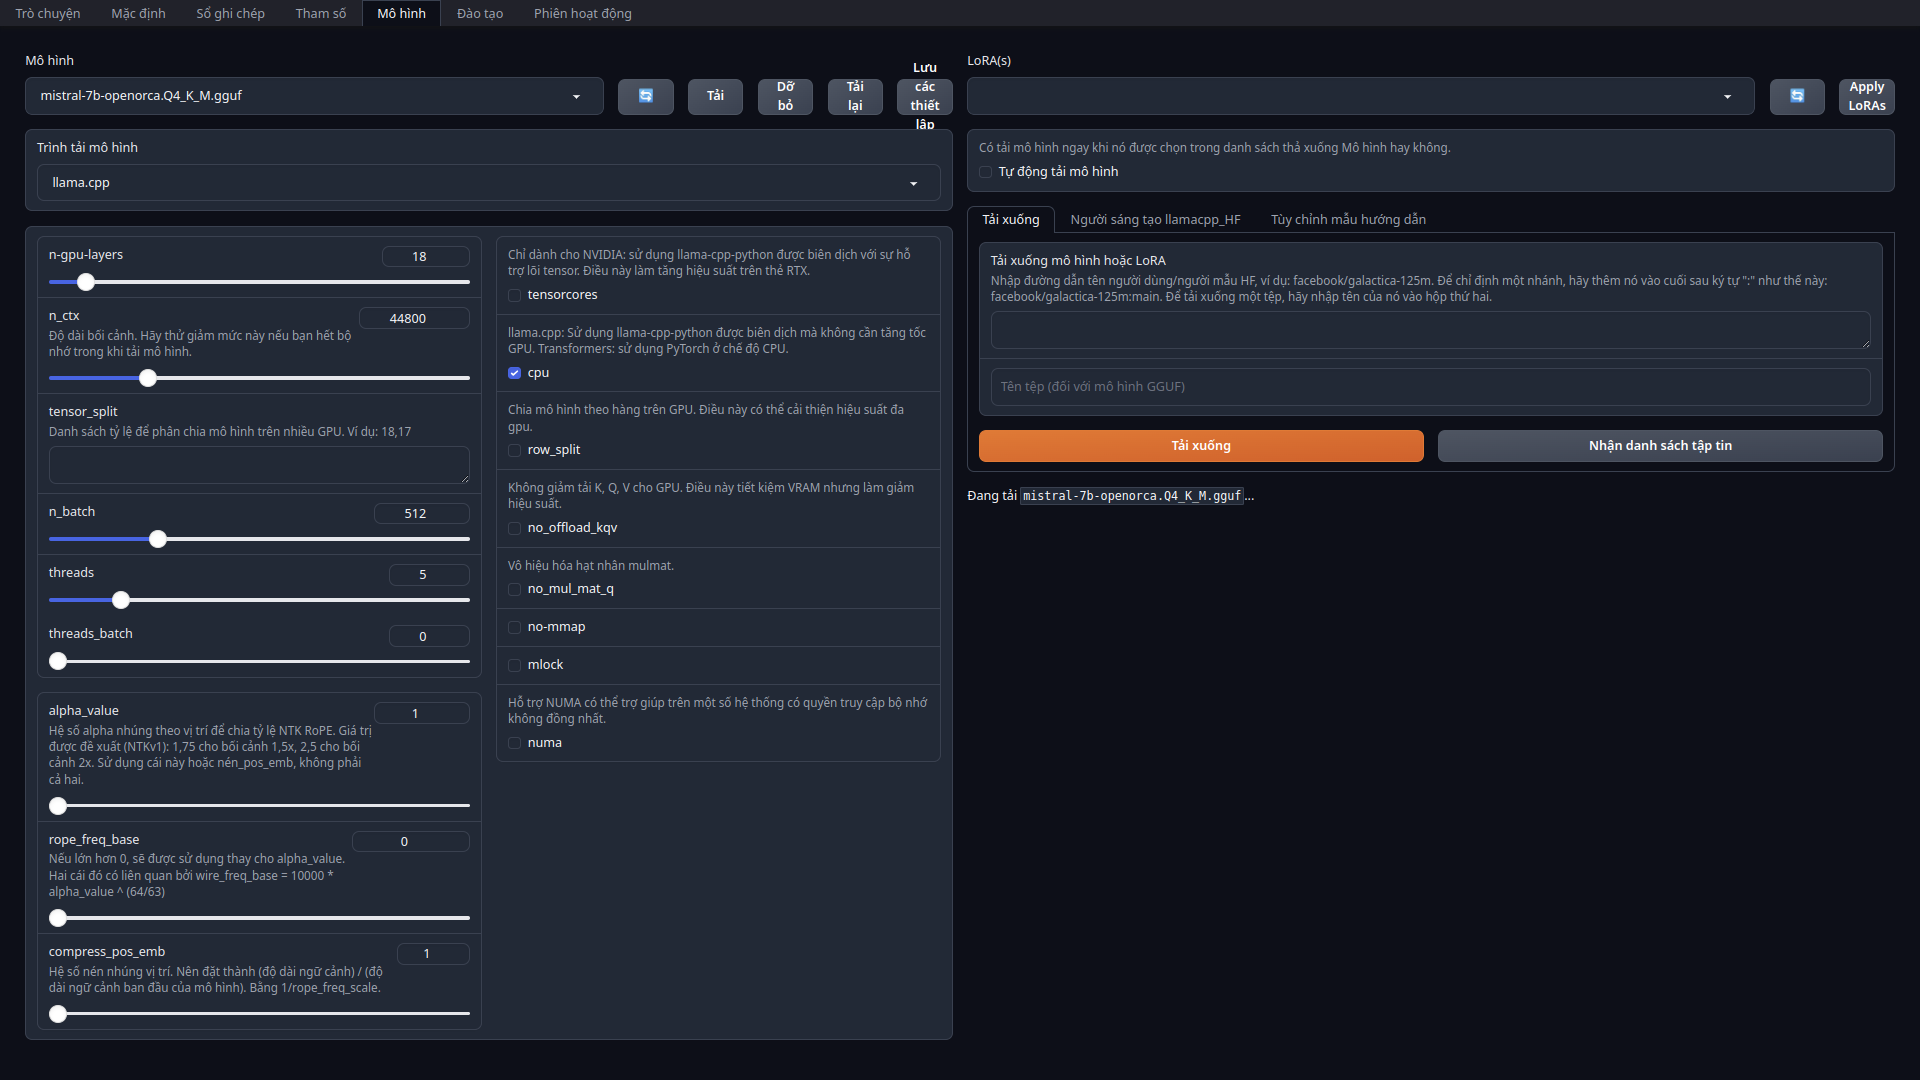 Trò chuyện
Mặc định
Sổ ghi chép
Tham số
Mô hình
Đào tạo
Phiên hoạt động
Mô hình
mistral-7b-openorca.Q4_K_M.gguf
Tải
Dỡ
bỏ
Tải
lại
Lưu
các
thiết
lập
Trình tải mô hình
llama.cpp
n-gpu-layers
18
n_ctx
44800
Độ dài bối cảnh. Hãy thử giảm mức này nếu bạn hết bộ
nhớ trong khi tải mô hình.
tensor_split
Danh sách tỷ lệ để phân chia mô hình trên nhiều GPU. Ví dụ: 18,17
n_batch
512
threads
5
threads_batch
0
alpha_value
1
Hệ số alpha nhúng theo vị trí để chia tỷ lệ NTK RoPE. Giá trị
được đề xuất (NTKv1): 1,75 cho bối cảnh 1,5x, 2,5 cho bối
cảnh 2x. Sử dụng cái này hoặc nén_pos_emb, không phải
cả hai.
rope_freq_base
0
Nếu lớn hơn 0, sẽ được sử dụng thay cho alpha_value.
Hai cái đó có liên quan bởi wire_freq_base = 10000 *
alpha_value ^ (64/63)
compress_pos_emb
1
Hệ số nén nhúng vị trí. Nên đặt thành (độ dài ngữ cảnh) / (độ
dài ngữ cảnh ban đầu của mô hình). Bằng 1/rope_freq_scale.
Chỉ dành cho NVIDIA: sử dụng llama-cpp-python được biên dịch với sự hỗ
trợ lõi tensor. Điều này làm tăng hiệu suất trên thẻ RTX.
tensorcores
llama.cpp: Sử dụng llama-cpp-python được biên dịch mà không cần tăng tốc
GPU. Transformers: sử dụng PyTorch ở chế độ CPU.
cpu
Chia mô hình theo hàng trên GPU. Điều này có thể cải thiện hiệu suất đa
gpu.
row_split
Không giảm tải K, Q, V cho GPU. Điều này tiết kiệm VRAM nhưng làm giảm
hiệu suất.
no_offload_kqv
Vô hiệu hóa hạt nhân mulmat.
no_mul_mat_q
no-mmap
mlock
Hỗ trợ NUMA có thể trợ giúp trên một số hệ thống có quyền truy cập bộ nhớ
không đồng nhất.
numa
LoRA(s)
Apply
LoRAs
Có tải mô hình ngay khi nó được chọn trong danh sách thả xuống Mô hình hay không.
Tự động tải mô hình
Tải xuống
Người sáng tạo llamacpp_HF
Tùy chỉnh mẫu hướng dẫn
Tải xuống mô hình hoặc LoRA
Nhập đường dẫn tên người dùng/người mẫu HF, ví dụ: facebook/galactica-125m. Để chỉ định một nhánh, hãy thêm nó vào cuối sau ký tự ":" như thế này:
facebook/galactica-125m:main. Để tải xuống một tệp, hãy nhập tên của nó vào hộp thứ hai.
Tên tệp (đối với mô hình GGUF)
Tải xuống
Nhận danh sách tập tin
Đang tải mistral-7b-openorca.Q4_K_M.gguf...